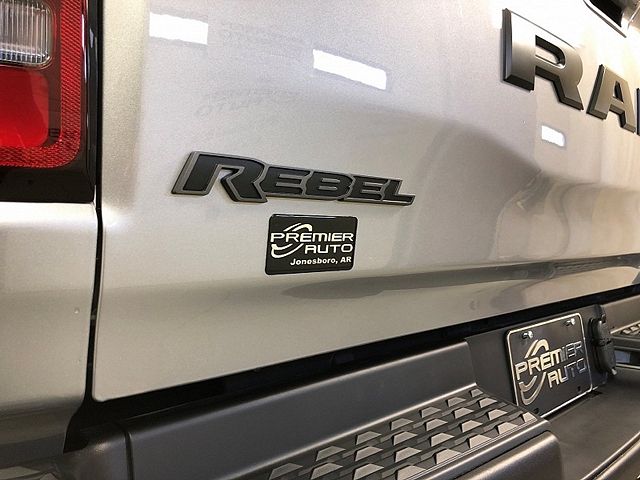 RA
REBEL
PREMIER
AUTO
Jonesboro, AR
PREMIER
AUTO